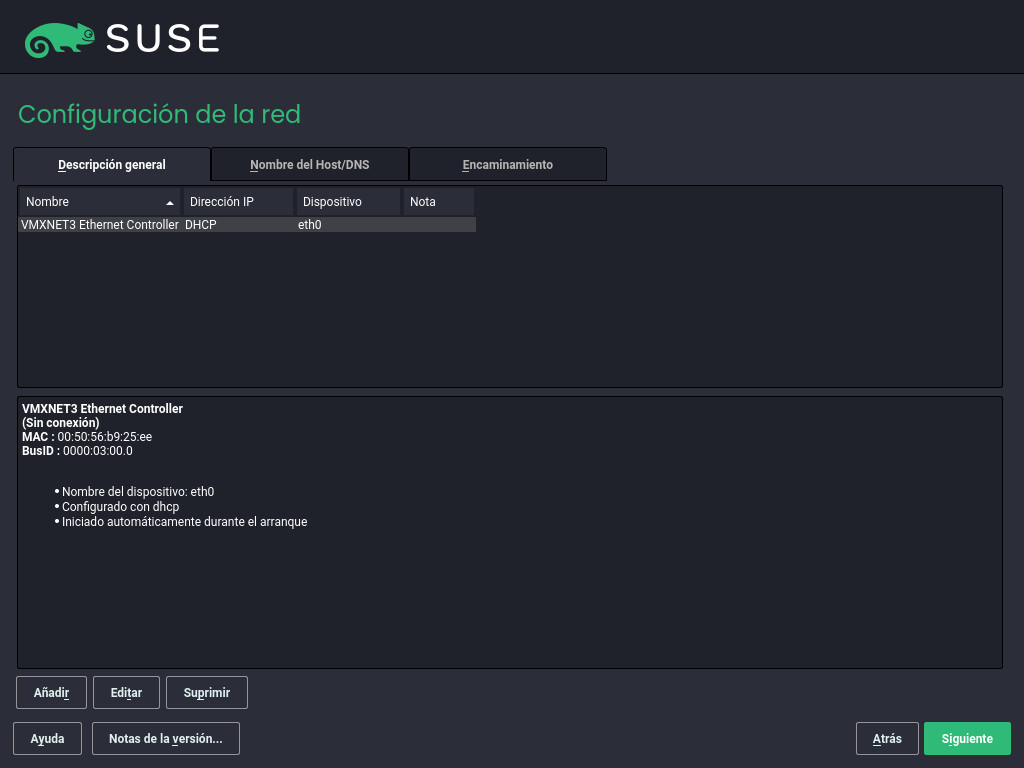 SUSE
Configuración de la red
Descripción general Nombre del Host/DNS Encaminamiento
Nombre Dirección IP Dispositivo Nota
VMXNET3 Ethernet Controller DHCP eth0
VMXNET3 Ethernet Controller
(Sin conexión)
MAC : 00:50:56:b9:25:ee
BusID : 0000:03:00.0
• Nombre del dispositivo: eth0
• Configurado con dhcp
• Iniciado automáticamente durante el arranque
Añadir Editar Suprimir
Ayuda Notas de la versión... Atrás Siguiente